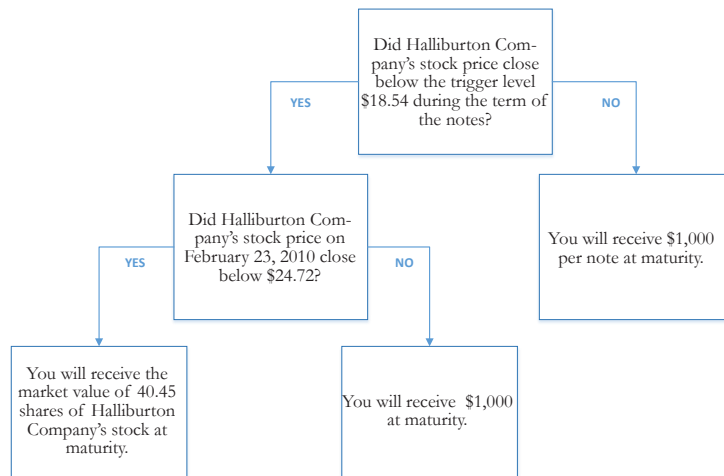 Did Halliburton Com-
pany's stock price close
below the trigger level
$18.54 during the term of
the notes?
YES
NO
Did Halliburton Com-
pany's stock price on
February 23, 2010 close
below $24.72?
You will receive $1,000
per note at maturity.
YES
NO
You will receive the
market value of 40.45
shares of Halliburton
Company's stock at
maturity.
You will receive $1,000
at maturity.